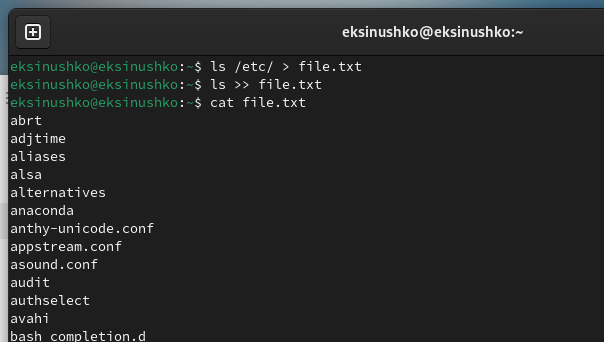 eksinushko@eksinushko:~
eksinushko@eksinushko:~$ ls /etc/ > file.txt
eksinushko@eksinushko:~$ ls >> file.txt
eksinushko@eksinushko:~$ cat file.txt
abrt
adjtime
aliases
alsa
alternatives
anaconda
anthy-unicode.conf
appstream.conf
asound.conf
audit
authselect
avahi
bash_completion.d